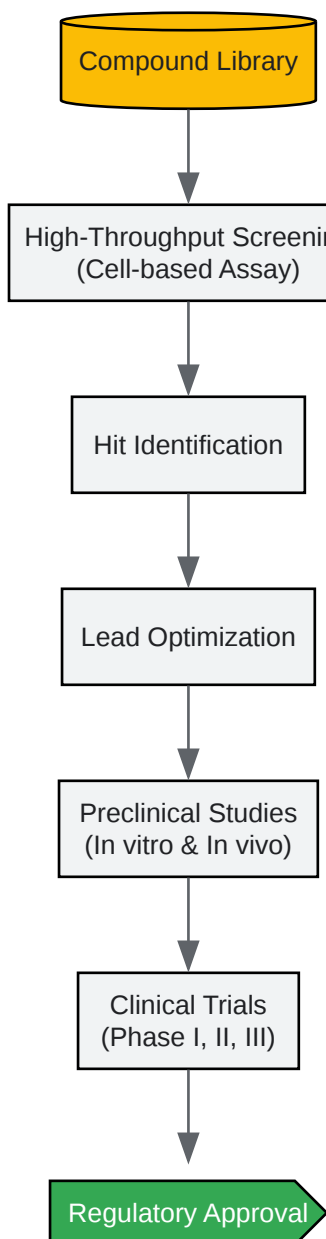 Compound Library
High-Throughput Screenin
(Cell-based Assay)
Hit Identification
Lead Optimization
Preclinical Studies
(In vitro & In vivo)
Clinical Trials
(Phase I, II, III)
Regulatory Approval